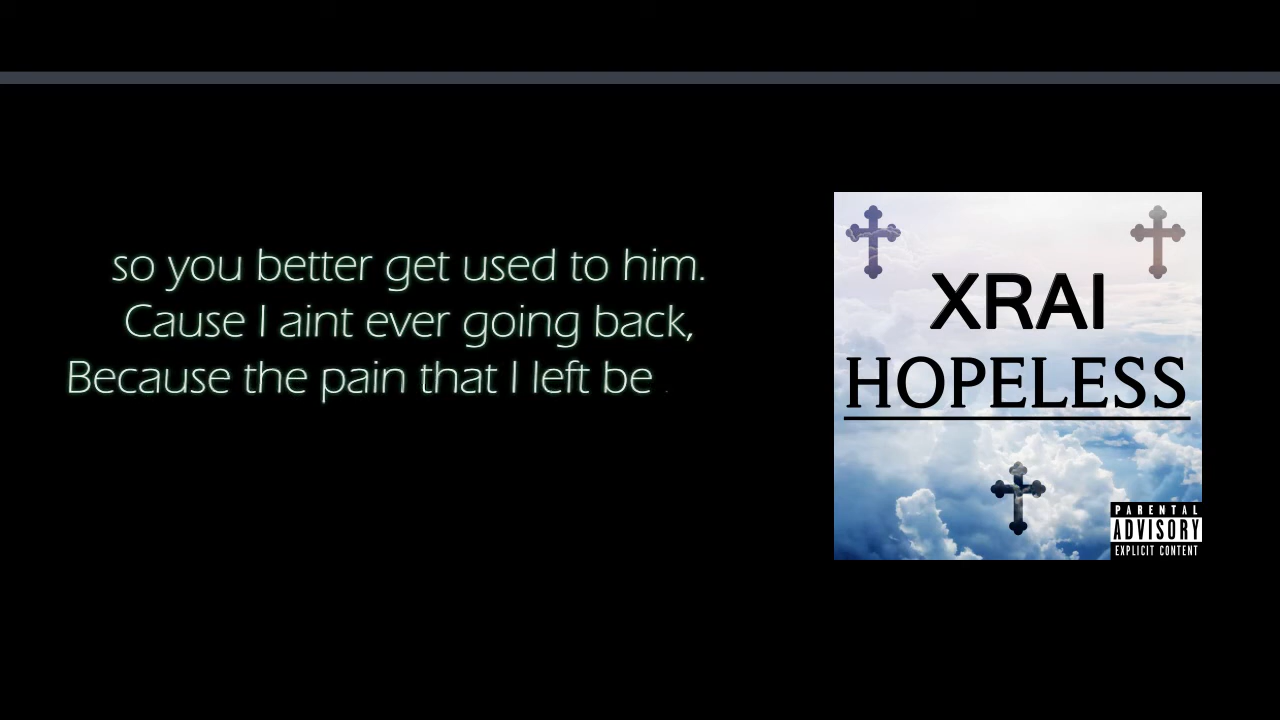 so you better get used to him.
Cause I aint ever going back,
Because the pain that I left be
XRAI
HOPELESS
PARENTAL
ADVISORY
EXPLICIT CONTENT